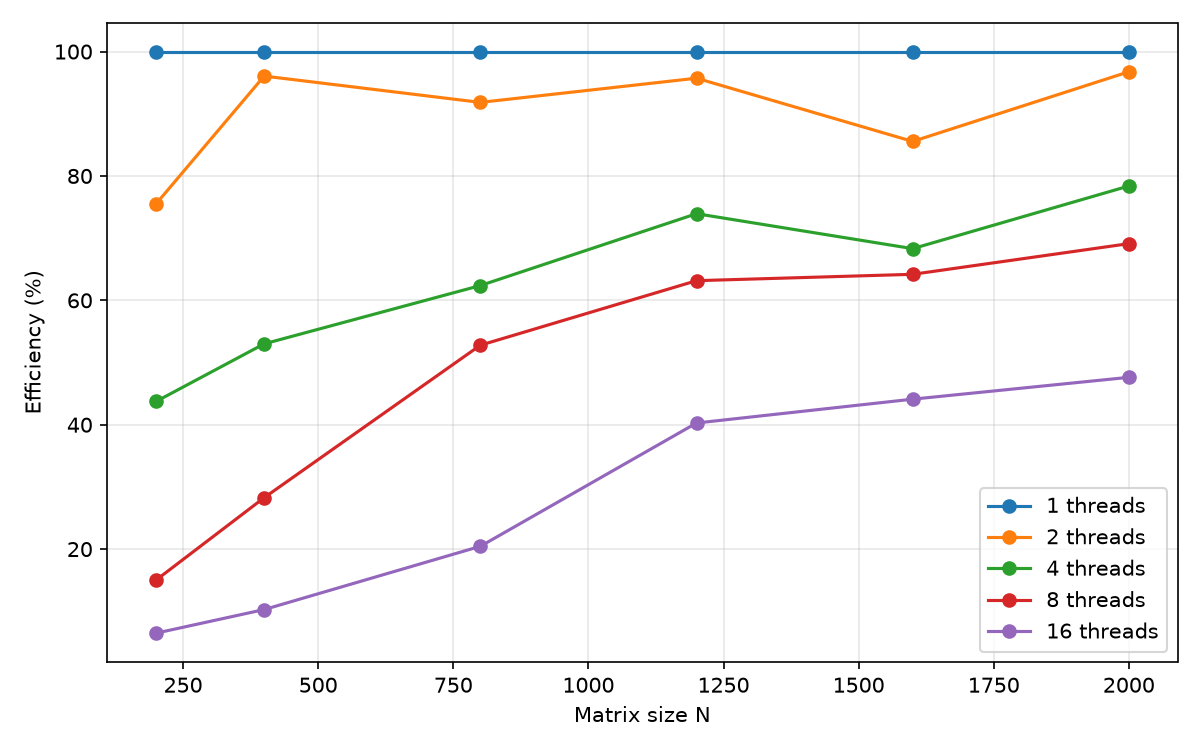 100
80
60
40
20
Efficiency (%)
250 500 750 1000 1250 1500 1750 2000
Matrix size N
1 threads
2 threads
4 threads
8 threads
16 threads